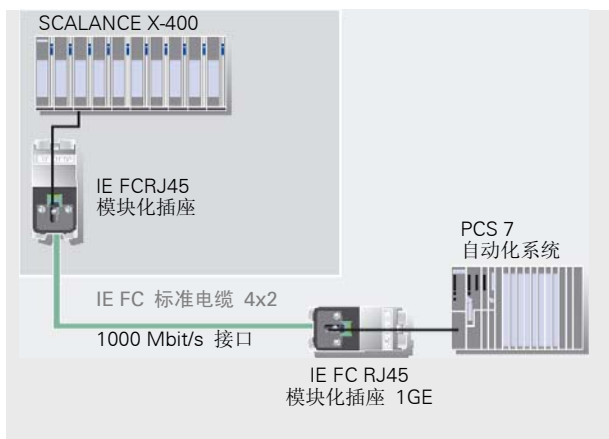 SCALANCE X-400
IE FCRJ45
模块化插座
PCS 7
自动化系统
IE FC 标准电缆 4x2
1000 Mbit/s 接口
IE FC RJ45
模块化插座 1GE